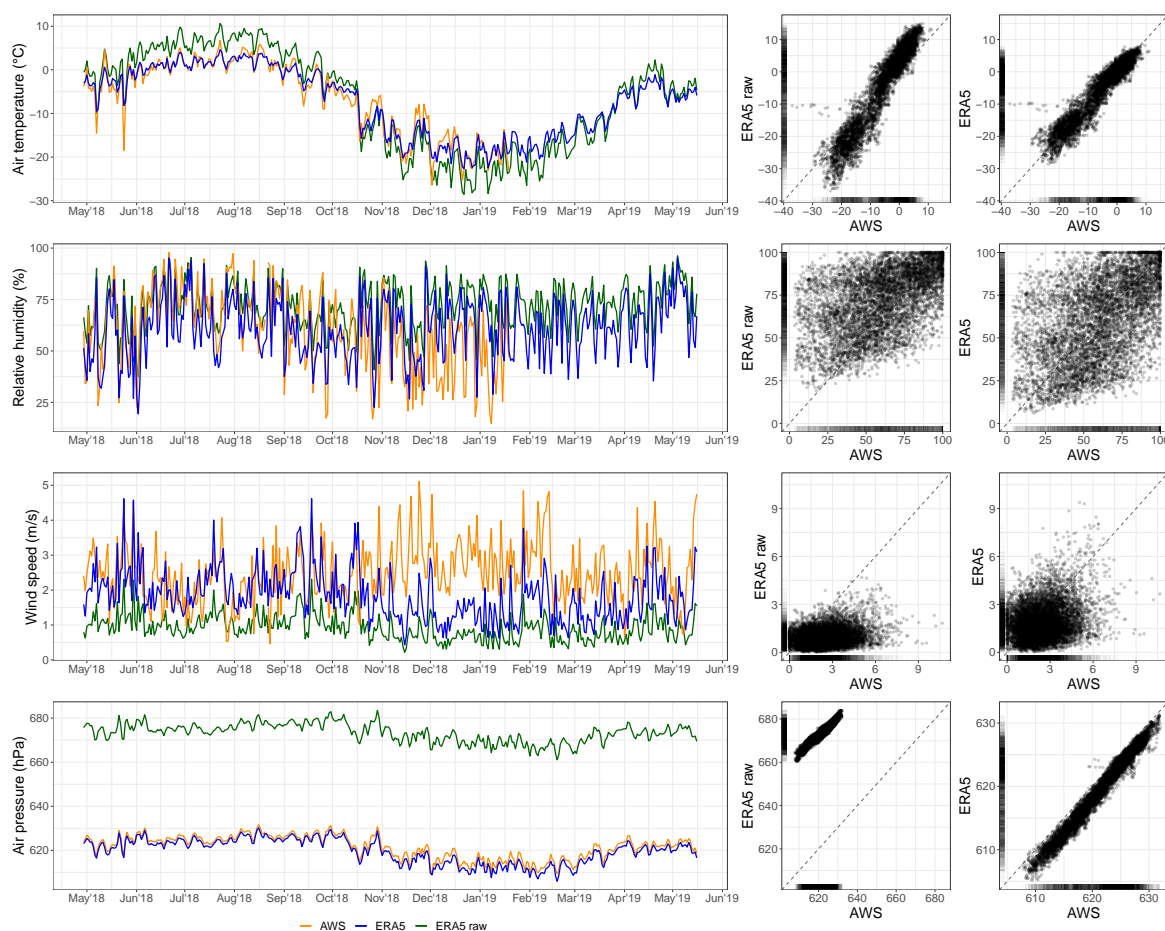 Air temperature (°C)
10
0
−10
−20
−30
May'18 Jun'18 Jul'18 Aug'18 Sep'18 Oct'18 Nov'18 Dec'18 Jan'19 Feb'19 Mar'19 Apr'19 May'19 Jun'19
ERA5 raw
10
0
−10
−20
−30
−40
−40 −30 −20 −10 0 10
AWS
ERA5
10
0
−10
−20
−30
−40
−40 −30 −20 −10 0 10
AWS
Relative humidity (%)
100
75
50
25
May'18 Jun'18 Jul'18 Aug'18 Sep'18 Oct'18 Nov'18 Dec'18 Jan'19 Feb'19 Mar'19 Apr'19 May'19 Jun'19
ERA5 raw
100
75
50
25
0
0 25 50 75 100
AWS
ERA5
100
75
50
25
0
0 25 50 75 100
AWS
Wind speed (m/s)
5
4
3
2
1
0
May'18 Jun'18 Jul'18 Aug'18 Sep'18 Oct'18 Nov'18 Dec'18 Jan'19 Feb'19 Mar'19 Apr'19 May'19 Jun'19
ERA5 raw
9
6
3
0
0 3 6 9
AWS
ERA5
9
6
3
0
0 3 6 9
AWS
Air pressure (hPa)
680
660
640
620
May'18 Jun'18 Jul'18 Aug'18 Sep'18 Oct'18 Nov'18 Dec'18 Jan'19 Feb'19 Mar'19 Apr'19 May'19 Jun'19
ERA5 raw
680
660
640
620
620 640 660 680
AWS
ERA5
630
620
610
610 620 630
AWS
AWS ERA5 ERA5 raw